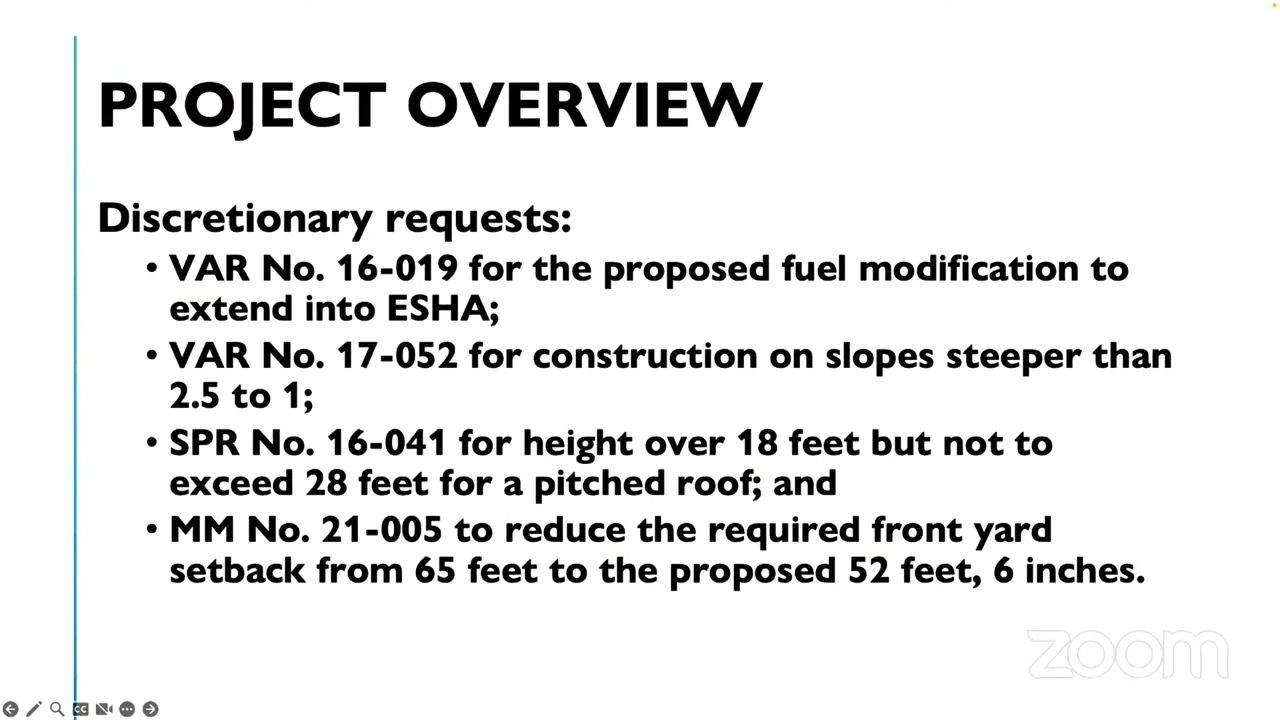 PROJECT OVERVIEW
Discretionary requests:
• VAR No. 16-019 for the proposed fuel modification to
extend into ESHA;
• VAR No. 17-052 for construction on slopes steeper than
2.5 to 1;
• SPR No. 16-041 for height over 18 feet but not to
exceed 28 feet for a pitched roof; and
• MM No. 21-005 to reduce the required front yard
setback from 65 feet to the proposed 52 feet, 6 inches.
zoom
CC